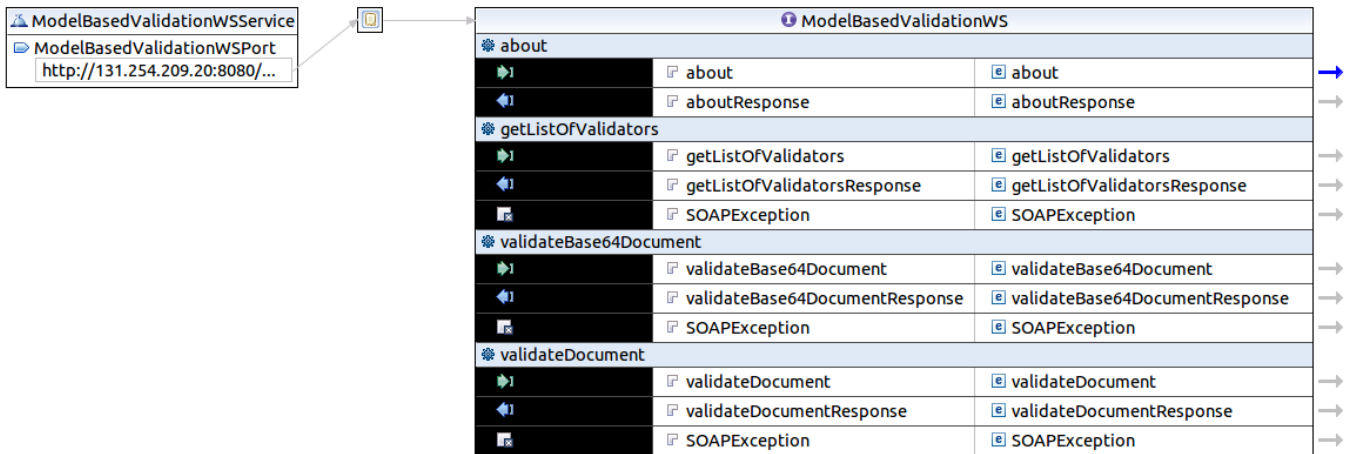 ModelBasedValidationWSService
ModelBasedValidationWSPort
http://131.254.209.20:8080/...
ModelBasedValidationWS
about
about about
aboutResponse aboutResponse
getListOfValidators
getListOfValidators getListOfValidators
getListOfValidatorsResponse getListOfValidatorsResponse
SOAPException SOAPException
validateBase64Document
validateBase64Document validateBase64Document
validateBase64DocumentResponse validateBase64DocumentResponse
SOAPException SOAPException
validateDocument
validateDocument validateDocument
validateDocumentResponse validateDocumentResponse
SOAPException SOAPException